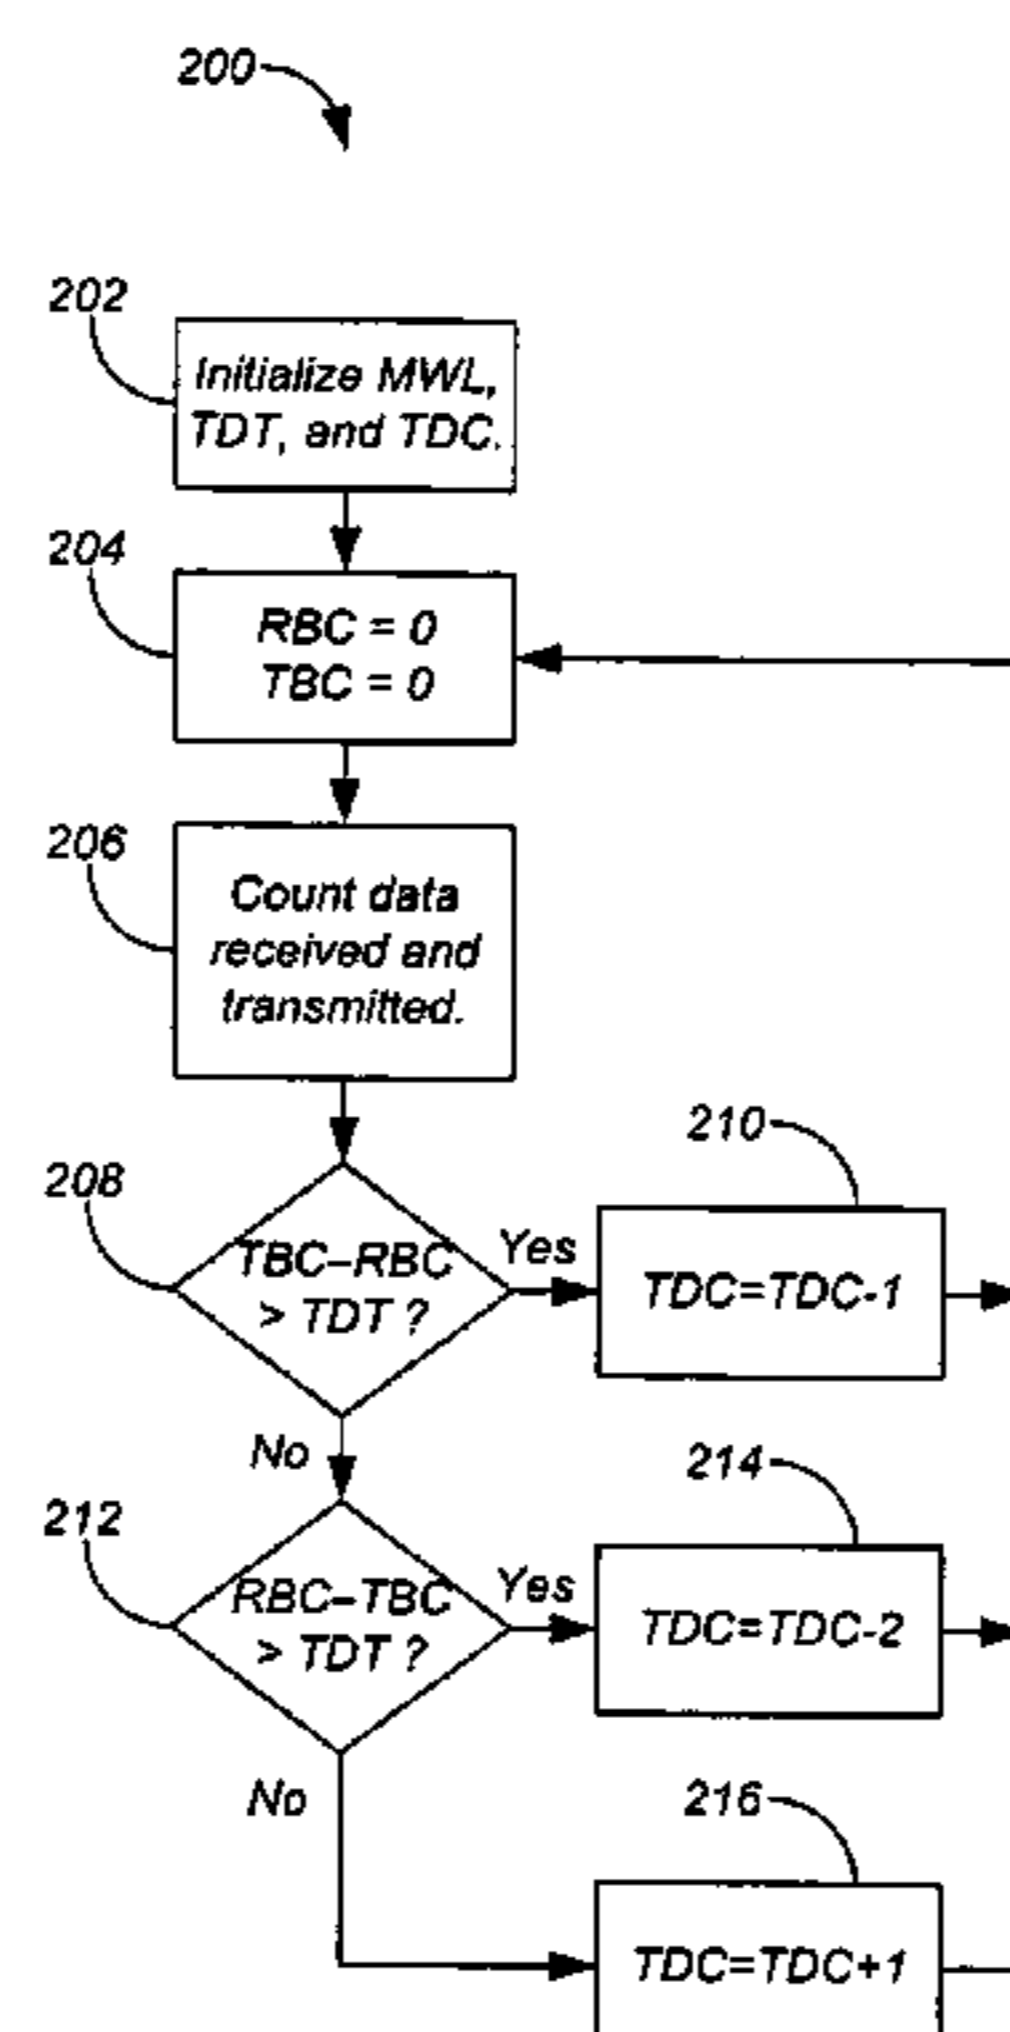 200
202
Initialize MWL,
TDT, and TDC.
204
RBC = 0
TBC = 0
206
Count data
received and
transmitted.
208
TBC–RBC
> TDT ?
Yes
210
TDC=TDC-1
No
212
RBC–TBC
> TDT ?
Yes
214
TDC=TDC-2
No
216
TDC=TDC+1